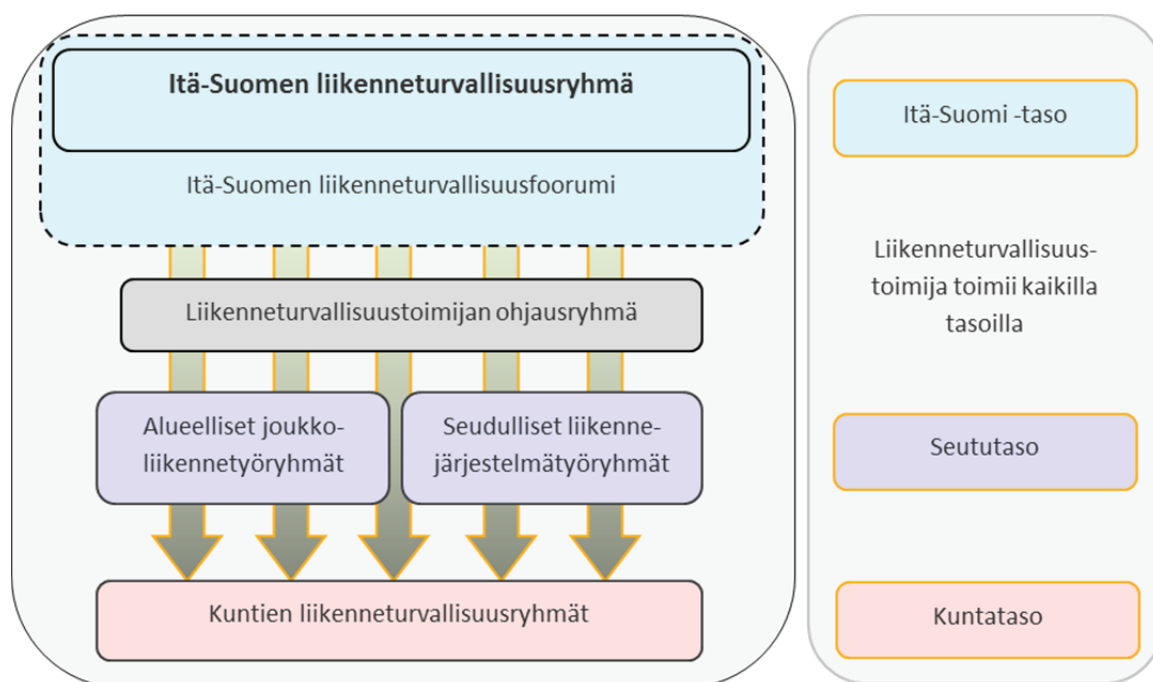 Itä-Suomen liikenneturvallisuusryhmä
Itä-Suomen liikenneturvallisuusfoorumi
Liikenneturvallisuustoimijan ohjausryhmä
Alueelliset joukko-
liikennetyöryhmät
Seudulliset liikenne-
järjestelmätyöryhmät
Kuntien liikenneturvallisuusryhmät
Itä-Suomi -taso
Liikenneturvallisuus-
toimija toimii kaikilla
tasoilla
Seututaso
Kuntataso